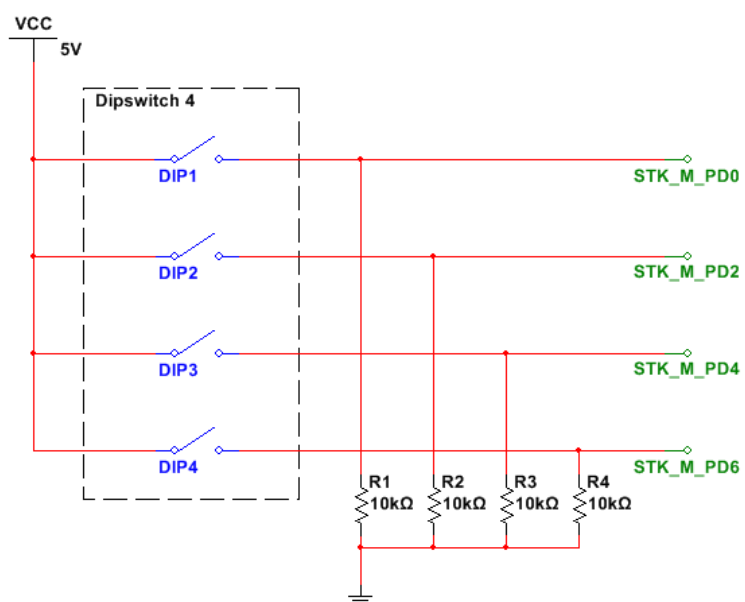 VCC
5V
Dipswitch 4
DIP1
STK_M_PD0
DIP2
STK_M_PD2
DIP3
STK_M_PD4
DIP4
STK_M_PD6
R1 R2 R3 R4
10kΩ 10kΩ 10kΩ 10kΩ